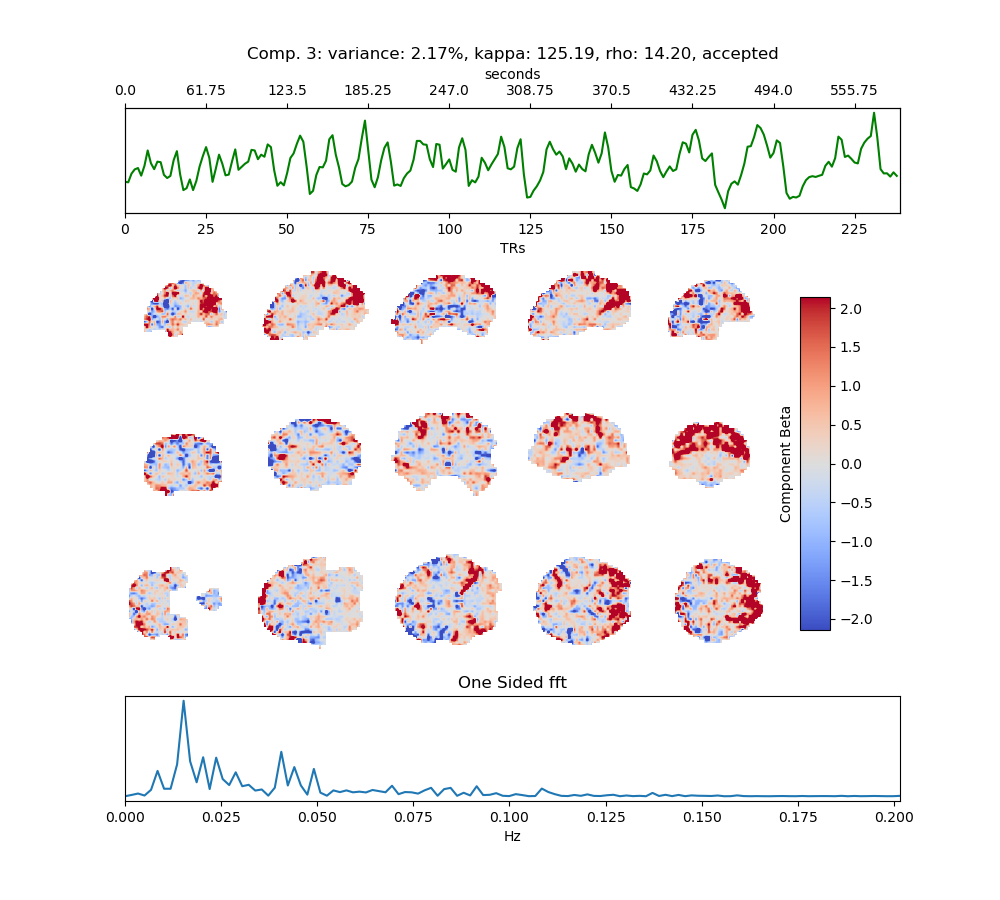 Comp. 3: variance: 2.17%, kappa: 125.19, rho: 14.20, accepted
seconds
0.0 61.75 123.5 185.25 247.0 308.75 370.5 432.25 494.0 555.75
0 25 50 75 100 125 150 175 200 225
TRs
2.0
1.5
1.0
0.5
0.0
−0.5
−1.0
−1.5
−2.0
Component Beta
One Sided fft
0.000 0.025 0.050 0.075 0.100 0.125 0.150 0.175 0.200
Hz